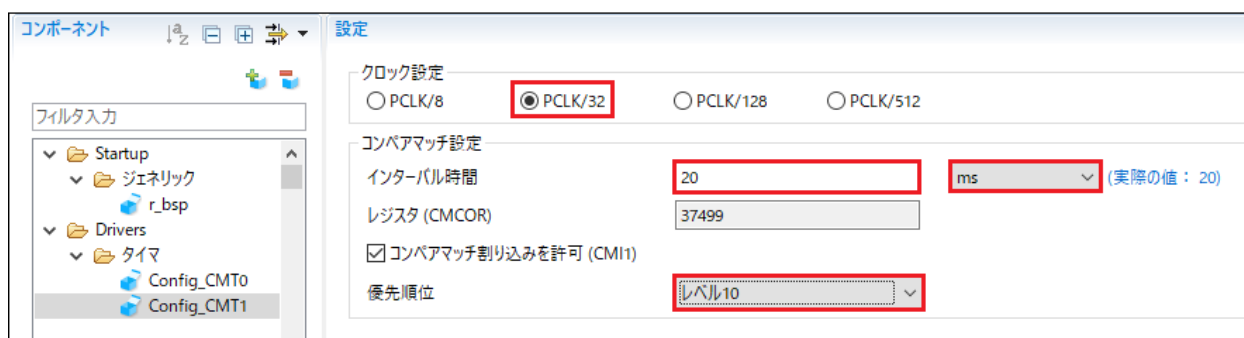 コンポーネント
設定
フィルタ入力
Startup
ジェネリック
r_bsp
Drivers
タイマ
Config_CMT0
Config_CMT1
クロック設定
PCLK/8 PCLK/32 PCLK/128 PCLK/512
コンペアマッチ設定
インターバル時間 20 ms (実際の値： 20)
レジスタ (CMCOR) 37499
コンペアマッチ割り込みを許可 (CMI1)
優先順位 レベル10